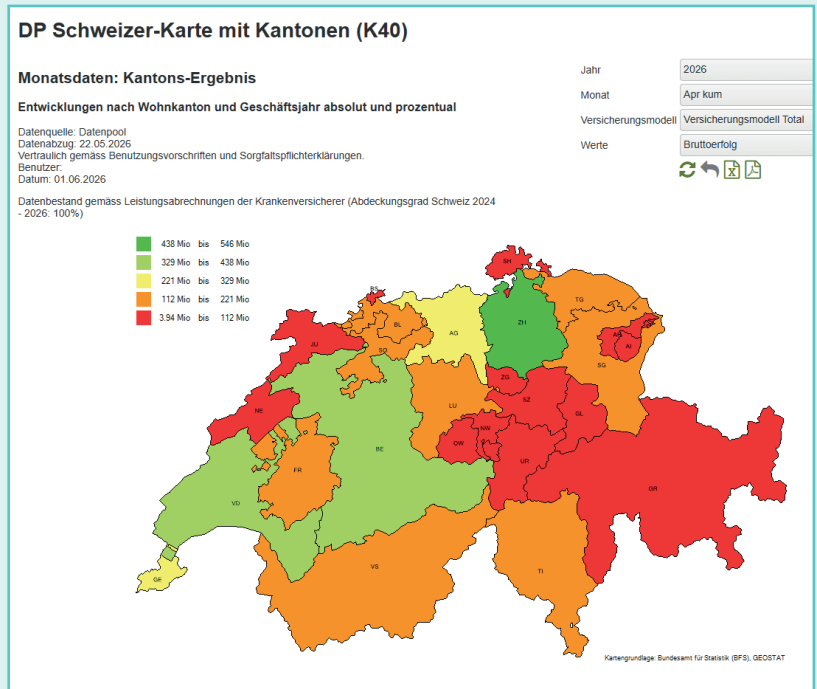 DP Schweizer-Karte mit Kantonen (K40)
Monatsdaten: Kantons-Ergebnis
Entwicklungen nach Wohnkanton und Geschäftsjahr absolut und prozentual
Datenquelle: Datenpool
Datenabzug: 22.05.2026
Vertraulich gemäss Benutzungsvorschriften und Sorgfaltspflichterklärungen.
Benutzer:
Datum: 01.06.2026
Datenbestand gemäss Leistungsabrechnungen der Krankenversicherer (Abdeckungsgrad Schweiz 2024
- 2026: 100%)
Jahr 2026
Monat Apr kum
Versicherungsmodell Versicherungsmodell Total
Werte Bruttoerfolg
438 Mio bis 546 Mio
329 Mio bis 438 Mio
221 Mio bis 329 Mio
112 Mio bis 221 Mio
3.94 Mio bis 112 Mio
SH
BS
TG
BL
ZH
AG
JU
SO
AI
SG
ZG
SZ
LU
NE
GL
NW
OW
BE
UR
FR
GR
VD
VS
TI
GE
Kartengrundlage: Bundesamt für Statistik (BFS), GEOSTAT